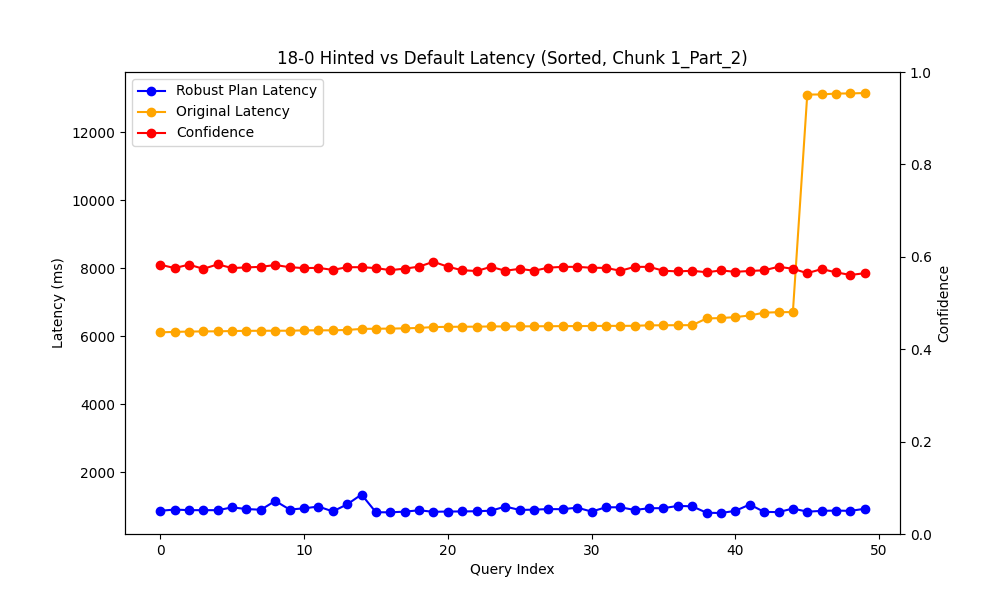 18-0 Hinted vs Default Latency (Sorted, Chunk 1_Part_2)
Robust Plan Latency
Original Latency
Confidence
Latency (ms)
12000
10000
8000
6000
4000
2000
1.0
0.8
0.6
0.4
0.2
0.0
Confidence
0
10
20
30
40
50
Query Index